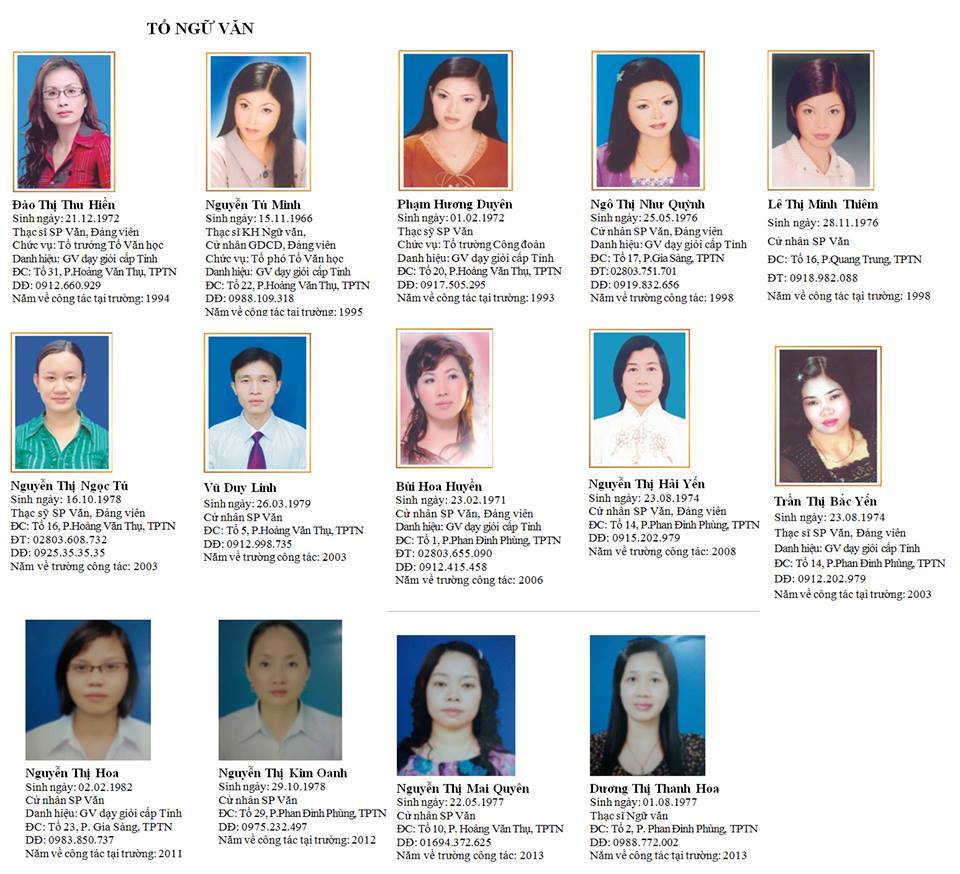 TỔ NGỮ VĂN
Đào Thị Thu Hiền
Sinh ngày: 21.12.1972
Thạc sĩ SP Văn, Đảng viên
Chức vụ: Tổ trưởng Tổ Văn học
Danh hiệu: GV dạy giỏi cấp Tỉnh
ĐC: Tổ 31, P.Hoàng Văn Thụ, TPTN
DĐ: 0912.660.929
Năm về công tác tại trường: 1994
Nguyễn Tú Minh
Sinh ngày: 15.11.1966
Thạc sĩ KH Ngữ văn,
Cử nhân GDCD, Đảng viên
Chức vụ: Tổ phó Tổ Văn học
Danh hiệu: GV dạy giỏi cấp Tỉnh
ĐC: Tổ 22, P.Hoàng Văn Thụ, TPTN
DĐ: 0988.109.318
Năm về công tác tại trường: 1995
Phạm Hương Duyên
Sinh ngày: 01.02.1972
Thạc sỹ SP Văn
Chức vụ: Tổ trưởng Công đoàn
Danh hiệu: GV dạy giỏi cấp Tỉnh
ĐC: Tổ 20, P.Hoàng Văn Thụ, TPTN
DĐ: 0917.505.295
Năm về công tác tại trường: 1993
Ngô Thị Như Quỳnh
Sinh ngày: 25.05.1976
Cử nhân SP Văn, Đảng viên
Danh hiệu: GV dạy giỏi cấp Tỉnh
ĐC: Tổ 17, P.Gia Sàng, TPTN
ĐT: 02803.751.701
DĐ: 0919.832.656
Năm về công tác tại trường: 1998
Lê Thị Minh Thiêm
Sinh ngày: 28.11.1976
Cử nhân SP Văn
ĐC: Tổ 16, P.Quang Trung, TPTN
ĐT: 0918.982.088
Năm về công tác tại trường: 1998
Nguyễn Thị Ngọc Tú
Sinh ngày: 16.10.1978
Thạc sỹ SP Văn, Đảng viên
ĐC: Tổ 16, P.Hoàng Văn Thụ, TPTN
ĐT: 02803.608.732
DĐ: 0925.35.35.35
Năm về trường công tác: 2003
Vũ Duy Linh
Sinh ngày: 26.03.1979
Cử nhân SP Văn
ĐC: Tổ 5, P.Hoàng Văn Thụ, TPTN
DĐ: 0912.998.735
Năm về trường công tác: 2003
Bùi Hoa Huyền
Sinh ngày: 23.02.1971
Cử nhân SP Văn, Đảng viên
Danh hiệu: GV dạy giỏi cấp Tỉnh
ĐC: Tổ 1, P.Phan Đình Phùng, TPTN
ĐT: 02803.655.090
DĐ: 0912.415.458
Năm về trường công tác: 2006
Nguyễn Thị Hải Yến
Sinh ngày: 23.08.1974
Cử nhân SP Văn, Đảng viên
ĐC: Tổ 14, P.Phan Đình Phùng, TPTN
DĐ: 0915.202.979
Năm về trường công tác: 2008
Trần Thị Bắc Yến
Sinh ngày: 23.08.1974
Thạc sĩ SP Văn, Đảng viên
Danh hiệu: GV dạy giỏi cấp Tỉnh
ĐC: Tổ 14, P.Phan Đình Phùng, TPTN
DĐ: 0912.202.979
Năm về công tác tại trường: 2003
Nguyễn Thị Hoa
Sinh ngày: 02.02.1982
Cử nhân SP Văn
Danh hiệu: GV dạy giỏi cấp Tỉnh
ĐC: Tổ 23, P. Gia Sàng, TPTN
DĐ: 0983.850.737
Năm về công tác tại trường: 2011
Nguyễn Thị Kim Oanh
Sinh ngày: 29.10.1978
Cử nhân SP Văn
ĐC: Tổ 29, P.Phan Đình Phùng, TPTN
DĐ: 0975.232.497
Năm về công tác tại trường: 2012
Nguyễn Thị Mai Quyên
Sinh ngày: 22.05.1977
Cử nhân SP Văn
ĐC: Tổ 10, P. Hoàng Văn Thụ, TPTN
DĐ: 01694.372.625
Năm về trường công tác: 2013
Dương Thị Thanh Hoa
Sinh ngày: 01.08.1977
Thạc sĩ Ngữ văn
ĐC: Tổ 2, P. Phan Đình Phùng, TPTN
DĐ: 0988.772.002
Năm về công tác tại trường: 2013